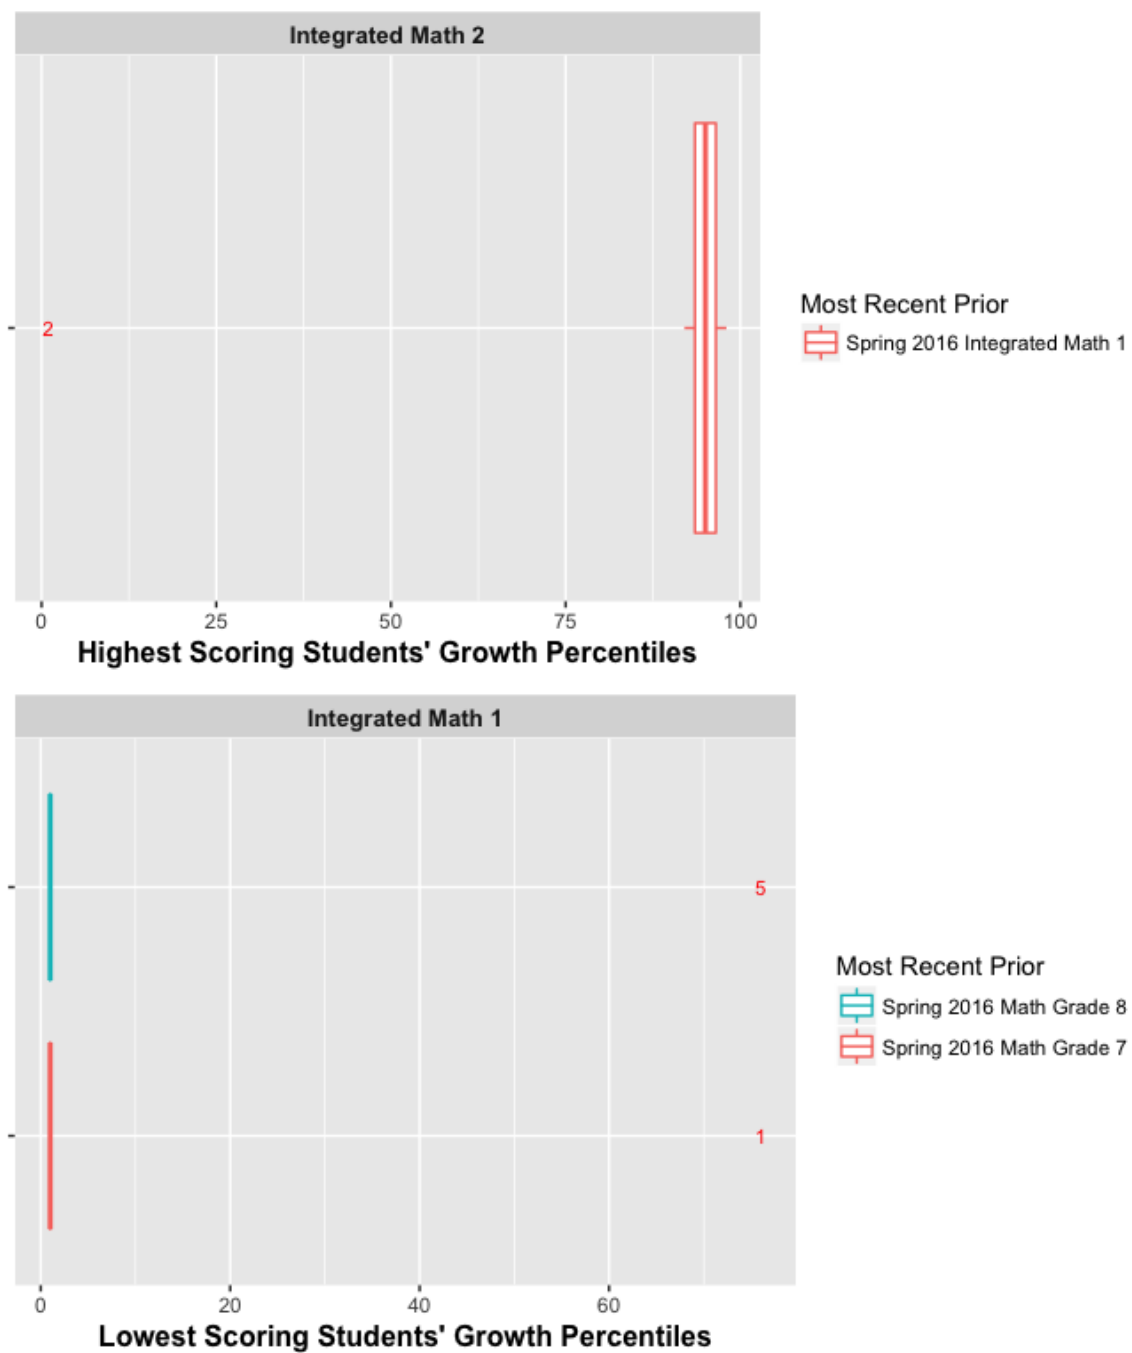 Integrated Math 2
2
Most Recent Prior
Spring 2016 Integrated Math 1
0 25 50 75 100
Highest Scoring Students' Growth Percentiles
Integrated Math 1
5
1
Most Recent Prior
Spring 2016 Math Grade 8
Spring 2016 Math Grade 7
0 20 40 60
Lowest Scoring Students' Growth Percentiles